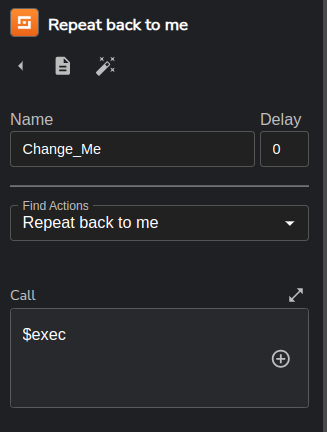 Repeat back to me
Name
Delay
Change_Me
0
Find Actions
Repeat back to me
Call
$exec